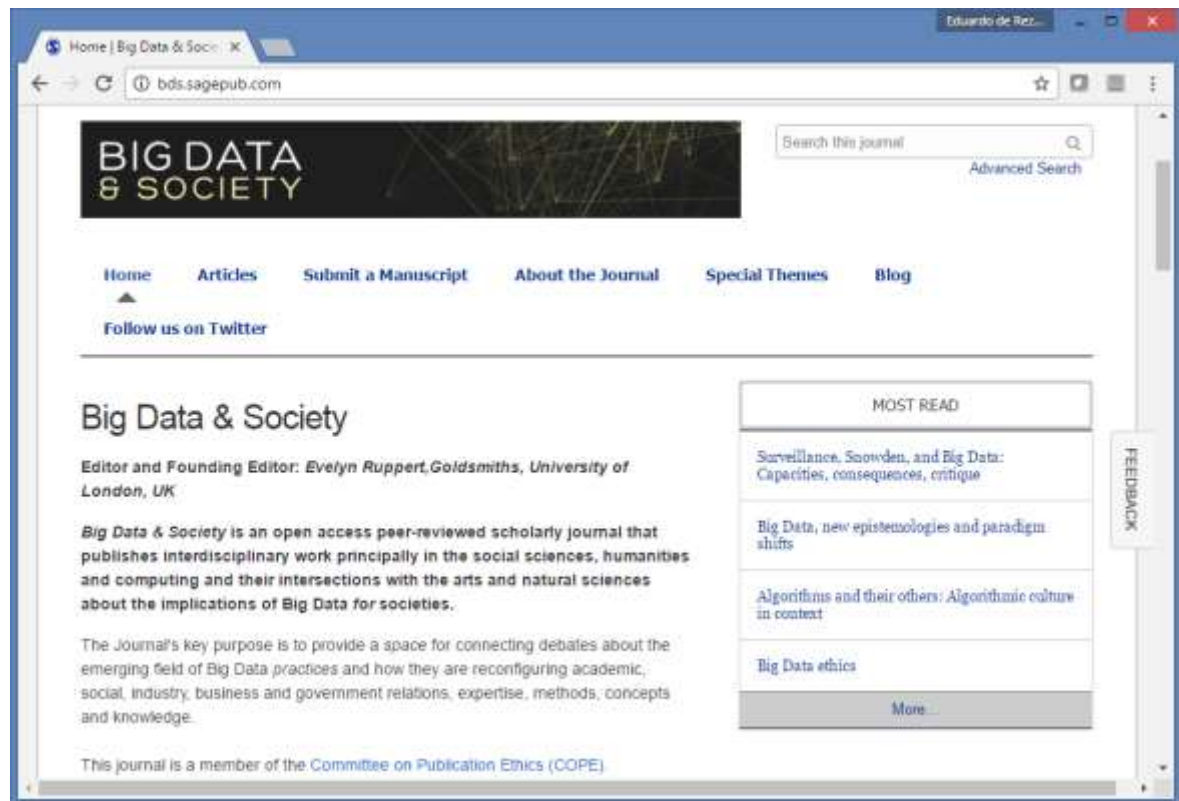 Eduardo de Rez...
Home | Big Data & Socie
bds.sagepub.com
BIG DATA
& SOCIETY
Search this journal
Advanced Search
Home Articles Submit a Manuscript About the Journal Special Themes Blog
Follow us on Twitter
Big Data & Society
Editor and Founding Editor: Evelyn Ruppert,Goldsmiths, University of
London, UK
Big Data & Society is an open access peer-reviewed scholarly journal that
publishes interdisciplinary work principally in the social sciences, humanities
and computing and their intersections with the arts and natural sciences
about the implications of Big Data for societies.
The Journal's key purpose is to provide a space for connecting debates about the
emerging field of Big Data practices and how they are reconfiguring academic,
social, industry, business and government relations, expertise, methods, concepts
and knowledge.
This journal is a member of the Committee on Publication Ethics (COPE).
MOST READ
Surveillance, Snowden, and Big Data:
Capacities, consequences, critique
Big Data, new epistemologies and paradigm
shifts
Algorithms and their others: Algorithmic culture
in context
Big Data ethics
More...
FEEDBACK